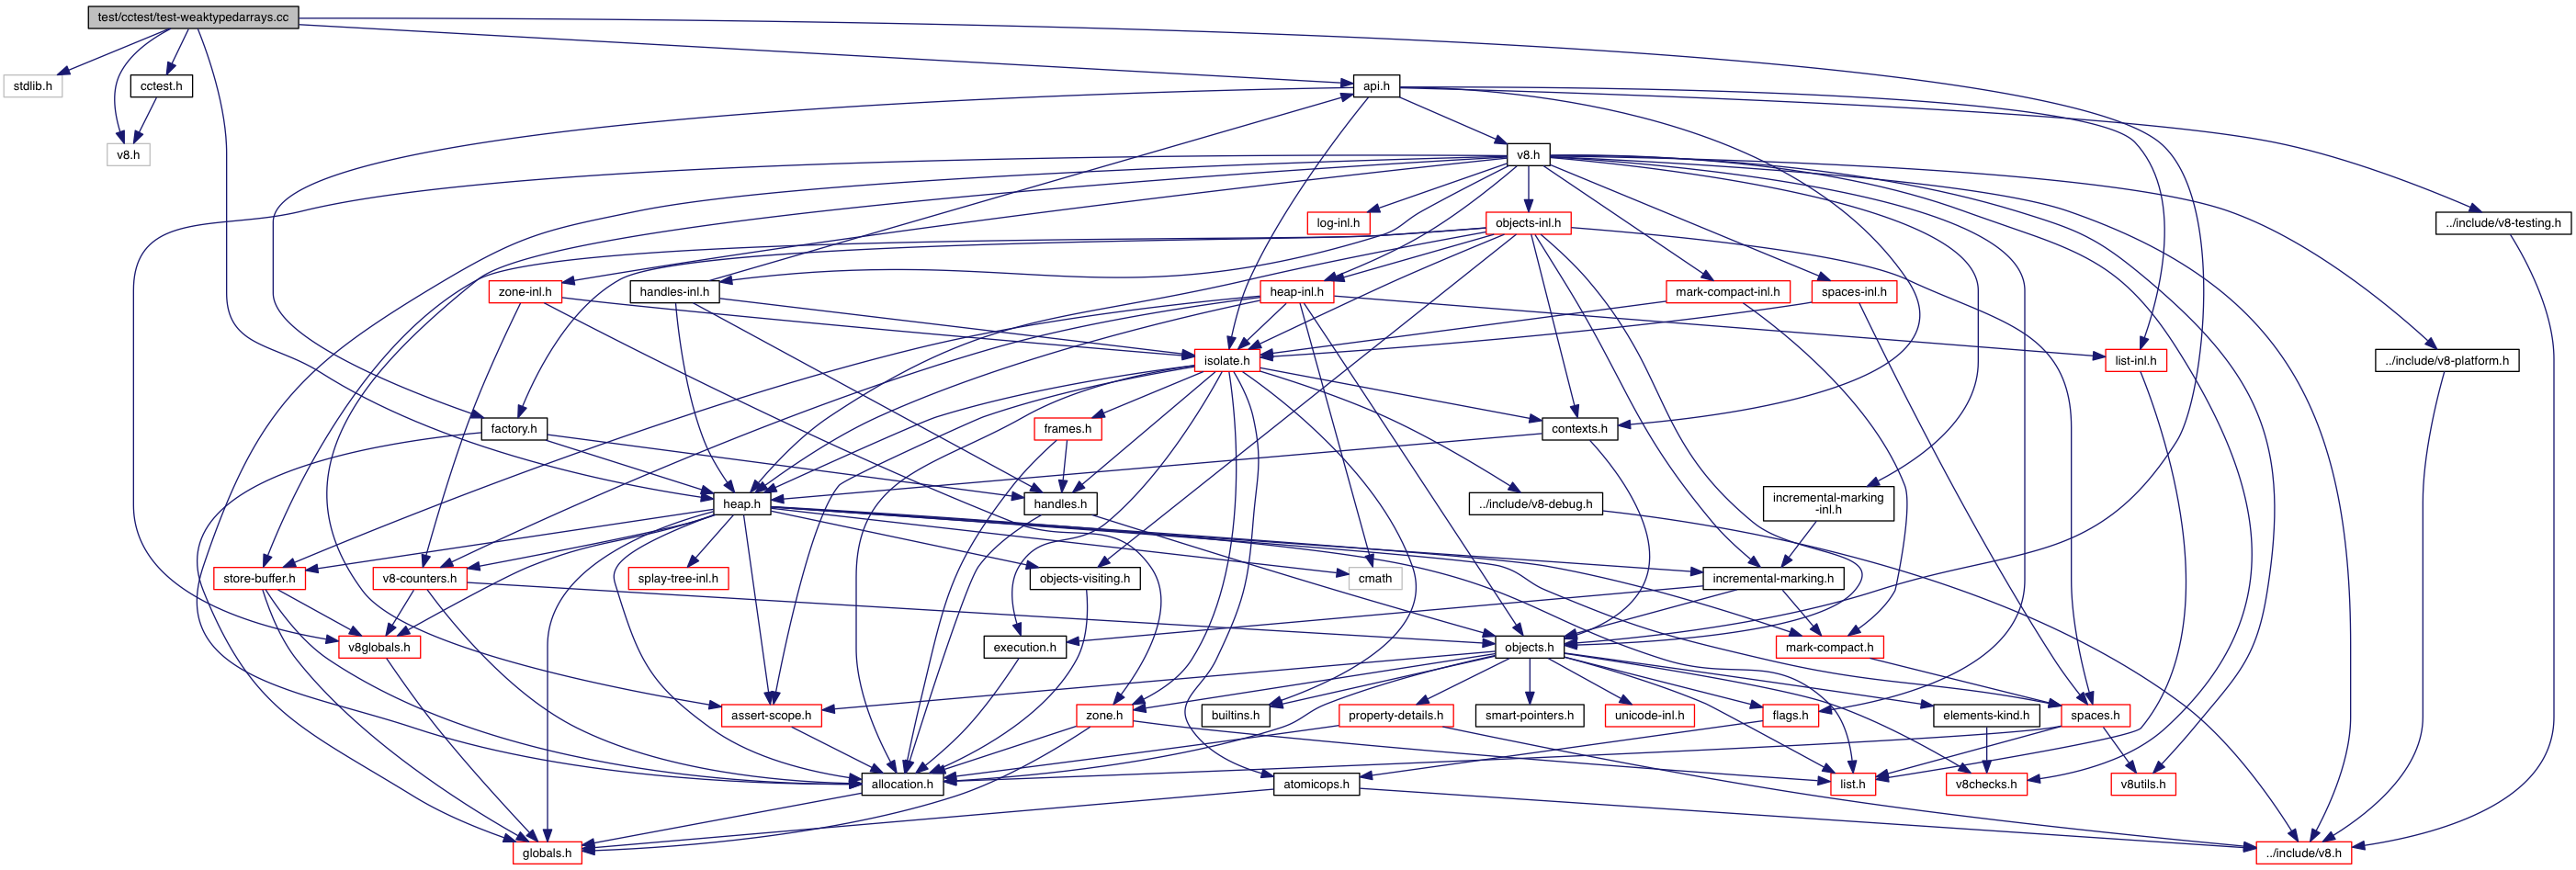 test/cctest/test-weaktypedarrays.cc
stdlib.h
cctest.h
api.h
v8.h
v8.h
log-inl.h
objects-inl.h
../include/v8-testing.h
zone-inl.h
handles-inl.h
heap-inl.h
mark-compact-inl.h
spaces-inl.h
isolate.h
list-inl.h
../include/v8-platform.h
factory.h
frames.h
contexts.h
heap.h
handles.h
../include/v8-debug.h
incremental-marking
-inl.h
store-buffer.h
v8-counters.h
splay-tree-inl.h
cmath
objects-visiting.h
incremental-marking.h
v8globals.h
execution.h
objects.h
mark-compact.h
assert-scope.h
zone.h
builtins.h
property-details.h
smart-pointers.h
unicode-inl.h
flags.h
elements-kind.h
spaces.h
allocation.h
atomicops.h
list.h
v8checks.h
v8utils.h
globals.h
../include/v8.h